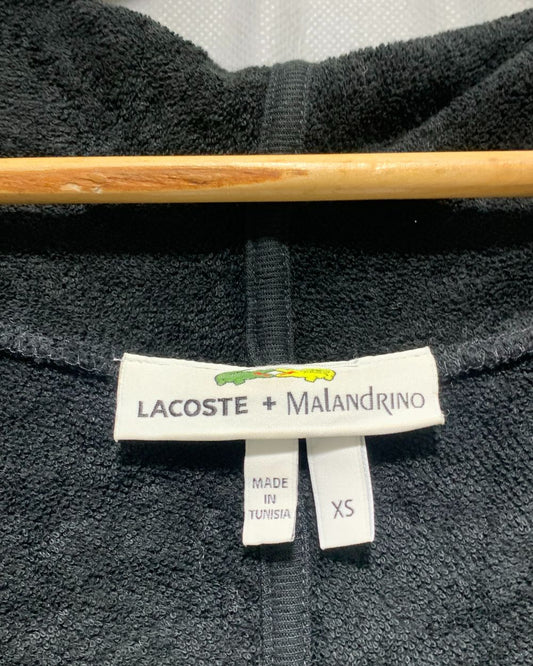 LACOSTE + MALANDRINO
MADE
IN
TUNISIA
XS